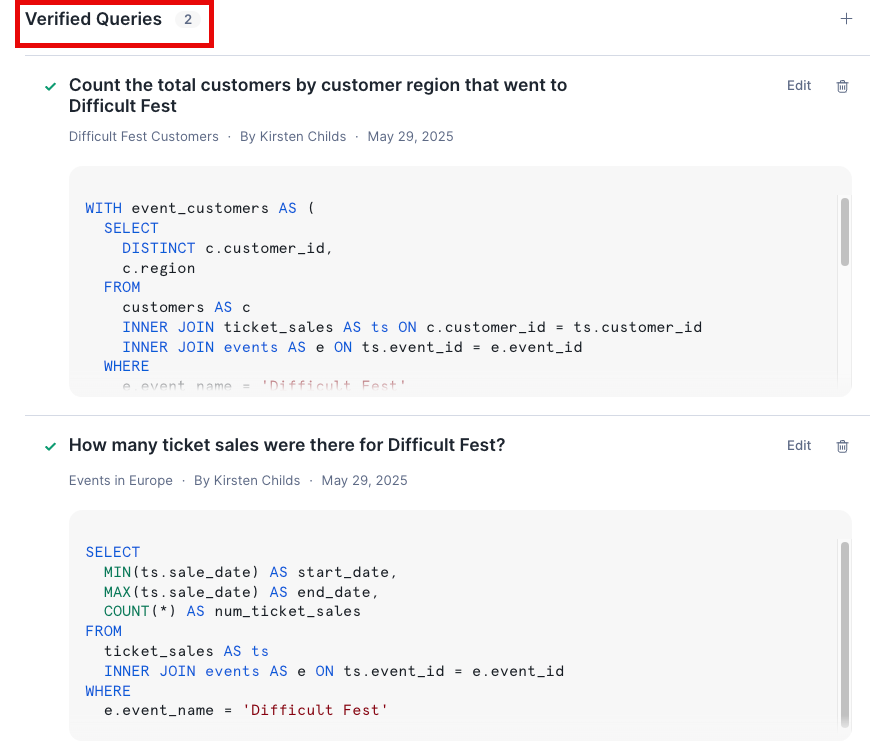 Verified Queries 2
Count the total customers by customer region that went to
Difficult Fest
Edit
Difficult Fest Customers · By Kirsten Childs · May 29, 2025
WITH event_customers AS (
  SELECT
    DISTINCT c.customer_id,
    c.region
  FROM
    customers AS c
    INNER JOIN ticket_sales AS ts ON c.customer_id = ts.customer_id
    INNER JOIN events AS e ON ts.event_id = e.event_id
  WHERE
    e.event_name = 'Difficult Fest'
How many ticket sales were there for Difficult Fest?
Edit
Events in Europe · By Kirsten Childs · May 29, 2025
SELECT
  MIN(ts.sale_date) AS start_date,
  MAX(ts.sale_date) AS end_date,
  COUNT(*) AS num_ticket_sales
FROM
  ticket_sales AS ts
  INNER JOIN events AS e ON ts.event_id = e.event_id
WHERE
  e.event_name = 'Difficult Fest'